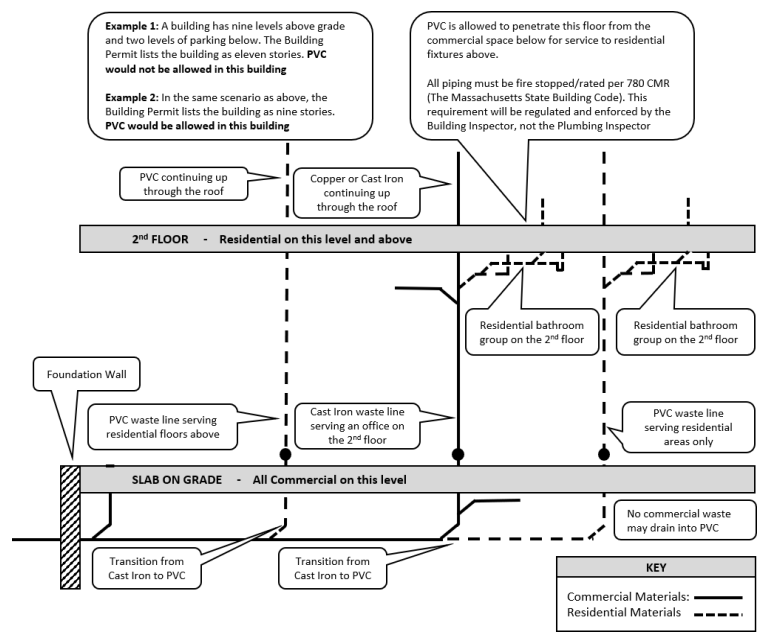 Example 1: A building has nine levels above grade
and two levels of parking below. The Building
Permit lists the building as eleven stories. PVC
would not be allowed in this building
Example 2: In the same scenario as above, the
Building Permit lists the building as nine stories.
PVC would be allowed in this building
PVC is allowed to penetrate this floor from the
commercial space below for service to residential
fixtures above.
All piping must be fire stopped/rated per 780 CMR
(The Massachusetts State Building Code). This
requirement will be regulated and enforced by the
Building Inspector, not the Plumbing Inspector
PVC continuing up
through the roof
Copper or Cast Iron
continuing up
through the roof
2nd FLOOR - Residential on this level and above
Residential bathroom
group on the 2nd floor
Residential bathroom
group on the 2nd floor
Foundation Wall
PVC waste line serving
residential floors above
Cast Iron waste line
serving an office on
the 2nd floor
PVC waste line
serving residential
areas only
SLAB ON GRADE - All Commercial on this level
No commercial waste
may drain into PVC
Transition from
Cast Iron to PVC
Transition from
Cast Iron to PVC
KEY
Commercial Materials:
Residential Materials